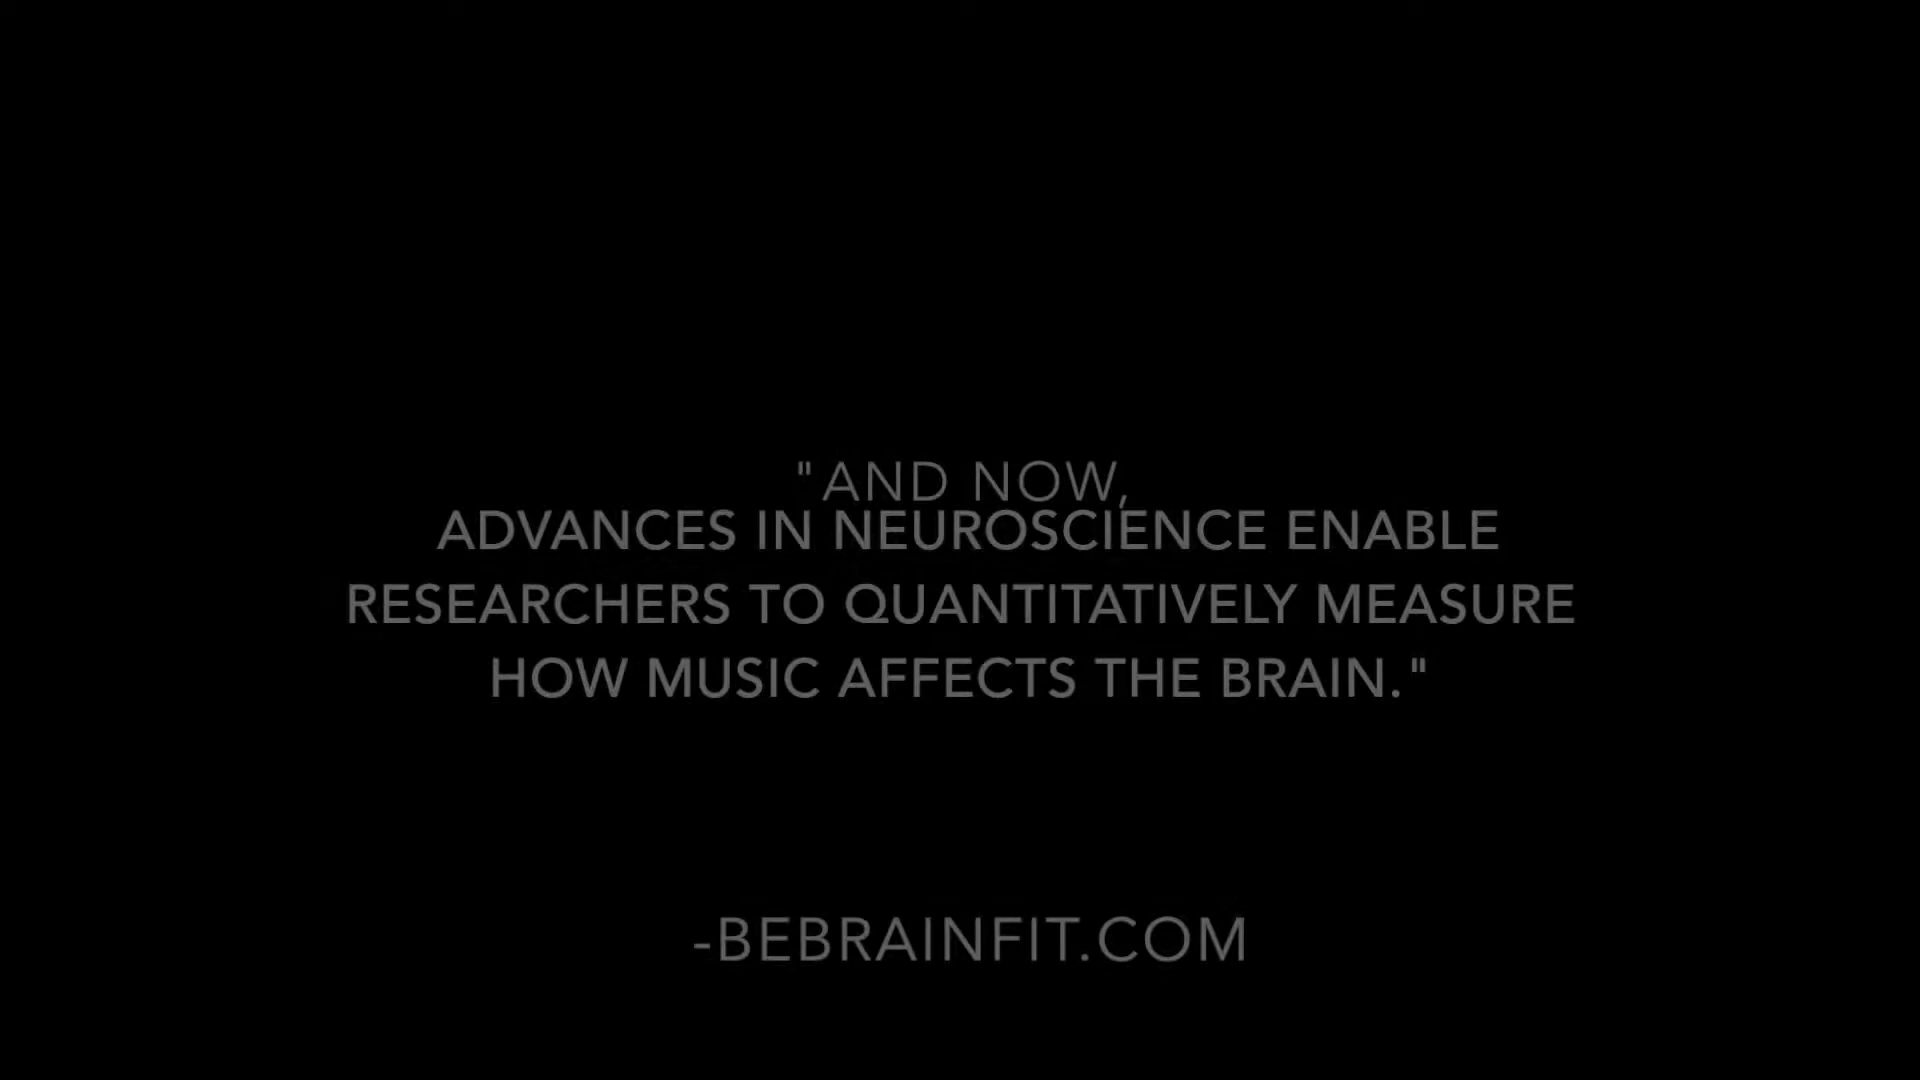 "AND NOW,
ADVANCES IN NEUROSCIENCE ENABLE
RESEARCHERS TO QUANTITATIVELY MEASURE
HOW MUSIC AFFECTS THE BRAIN."
-BEBRAINFIT.COM